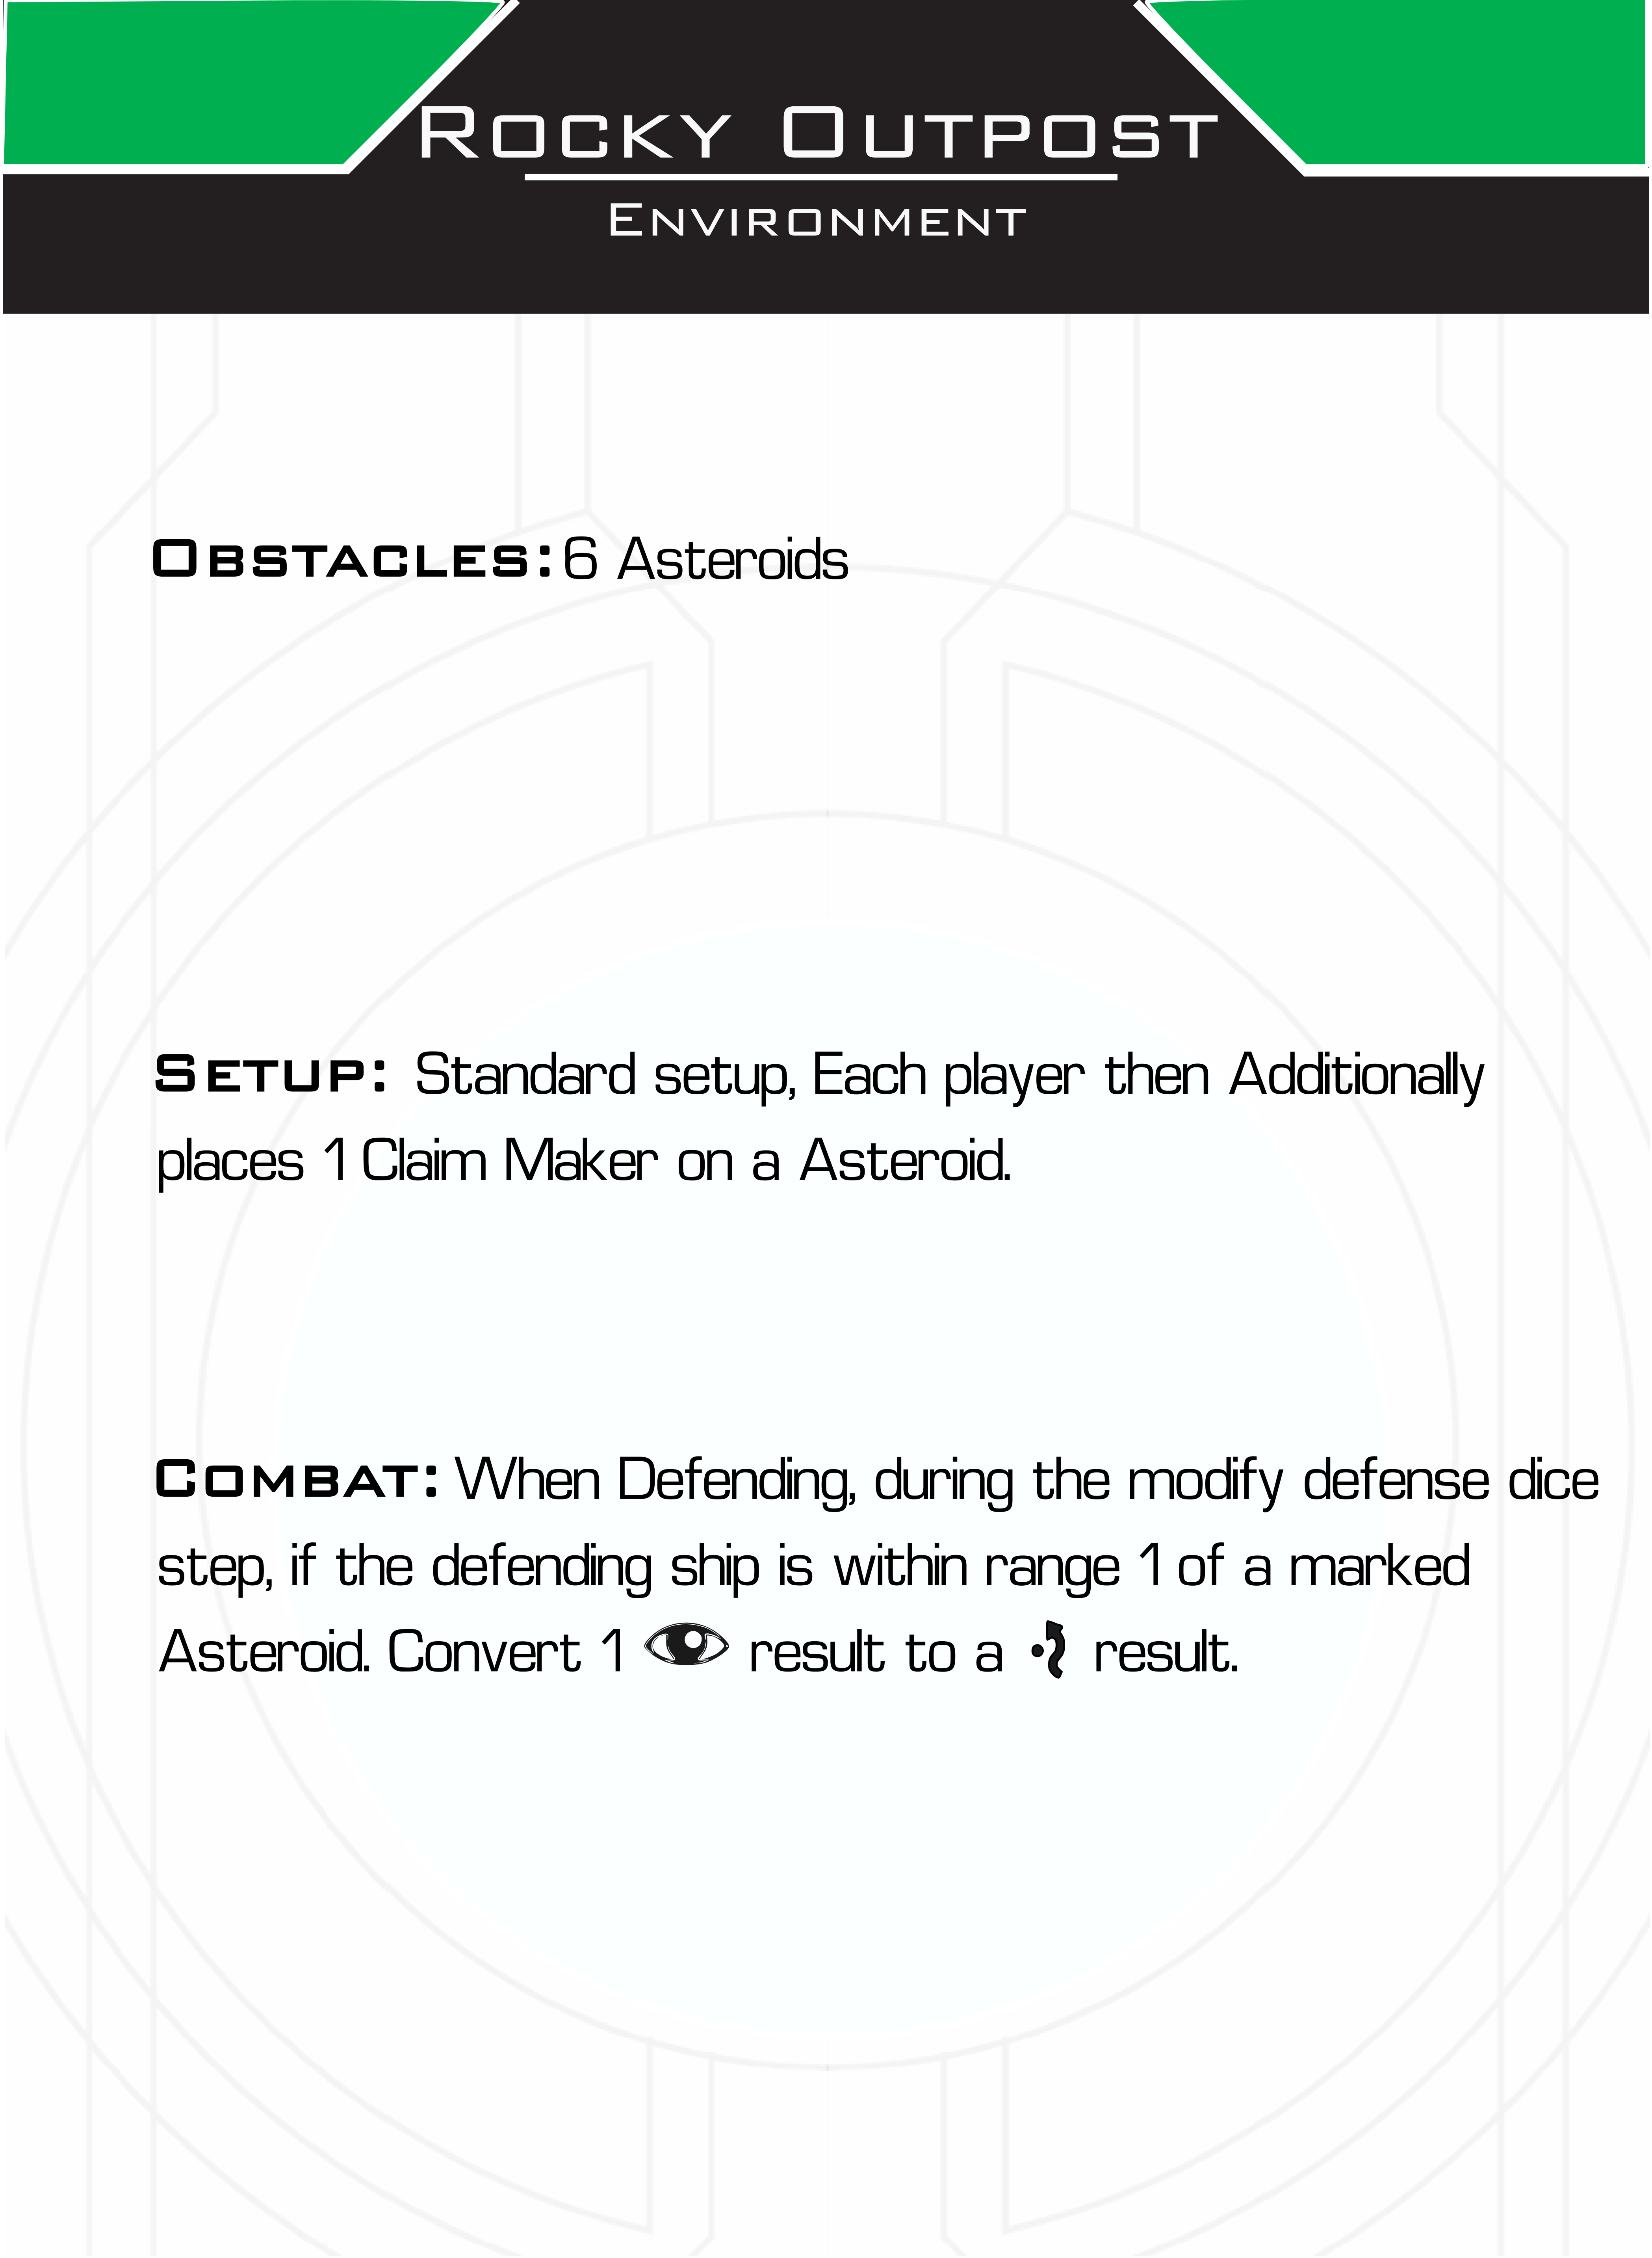 Rocky Outpost
Environment
Obstacles: 6 Asteroids
Setup: Standard setup, Each player then Additionally
places 1 Claim Maker on a Asteroid.
Combat: When Defending, during the modify defense dice
step, if the defending ship is within range 1 of a marked
Asteroid. Convert 1 result to a result.